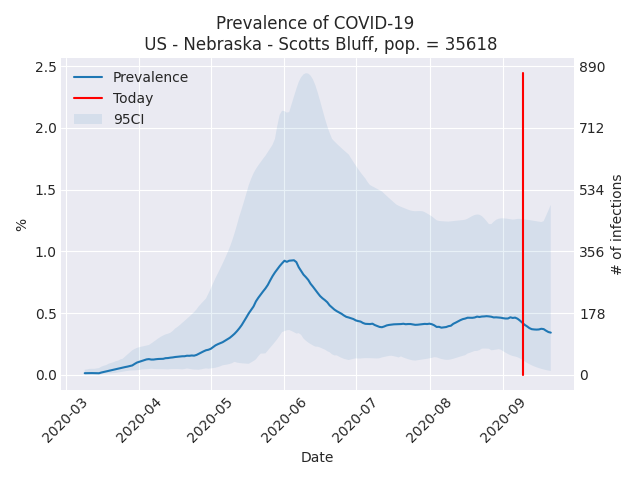 Prevalence of COVID-19
US - Nebraska - Scotts Bluff, pop. = 35618
Prevalence
Today
95CI
2.5
2.0
1.5
1.0
0.5
0.0
%
890
712
534
356
178
0
# of infections
2020-03
2020-04
2020-05
2020-06
2020-07
2020-08
2020-09
Date